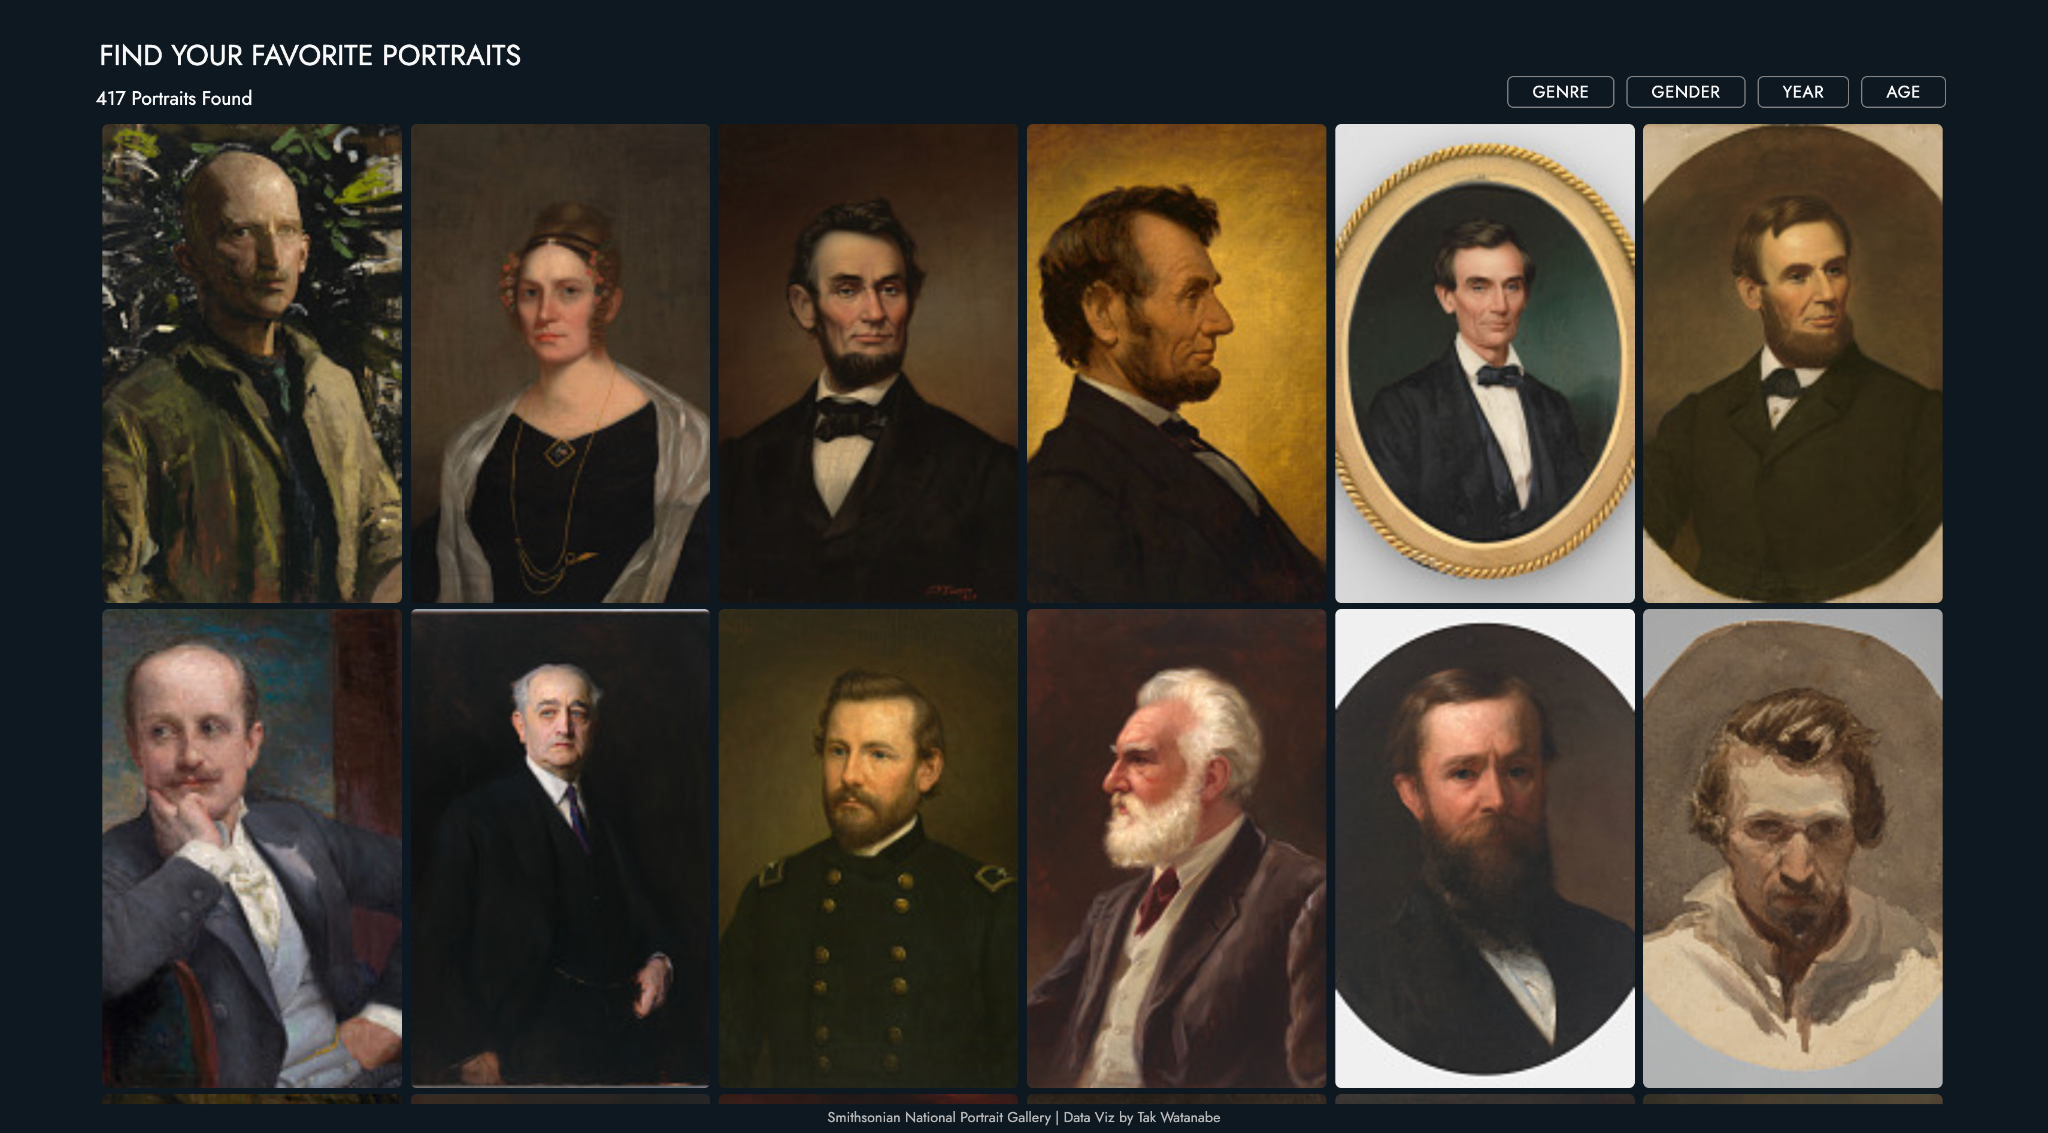 FIND YOUR FAVORITE PORTRAITS
417 Portraits Found
GENRE
GENDER
YEAR
AGE
Smithsonian National Portrait Gallery | Data Viz by Tak Watanabe